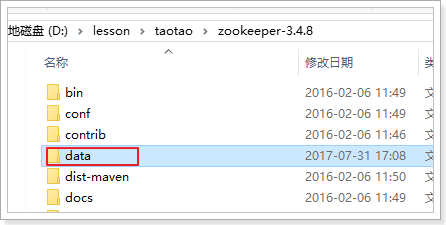 地磁盘 (D:) > lesson > taotao > zookeeper-3.4.8
名称 修改日期 类
bin 2016-02-06 11:49 文
conf 2016-02-06 11:49 文
contrib 2016-02-06 11:46 文
data 2017-07-31 17:08 文
dist-maven 2016-02-06 11:50 文
docs 2016-02-06 11:49 文